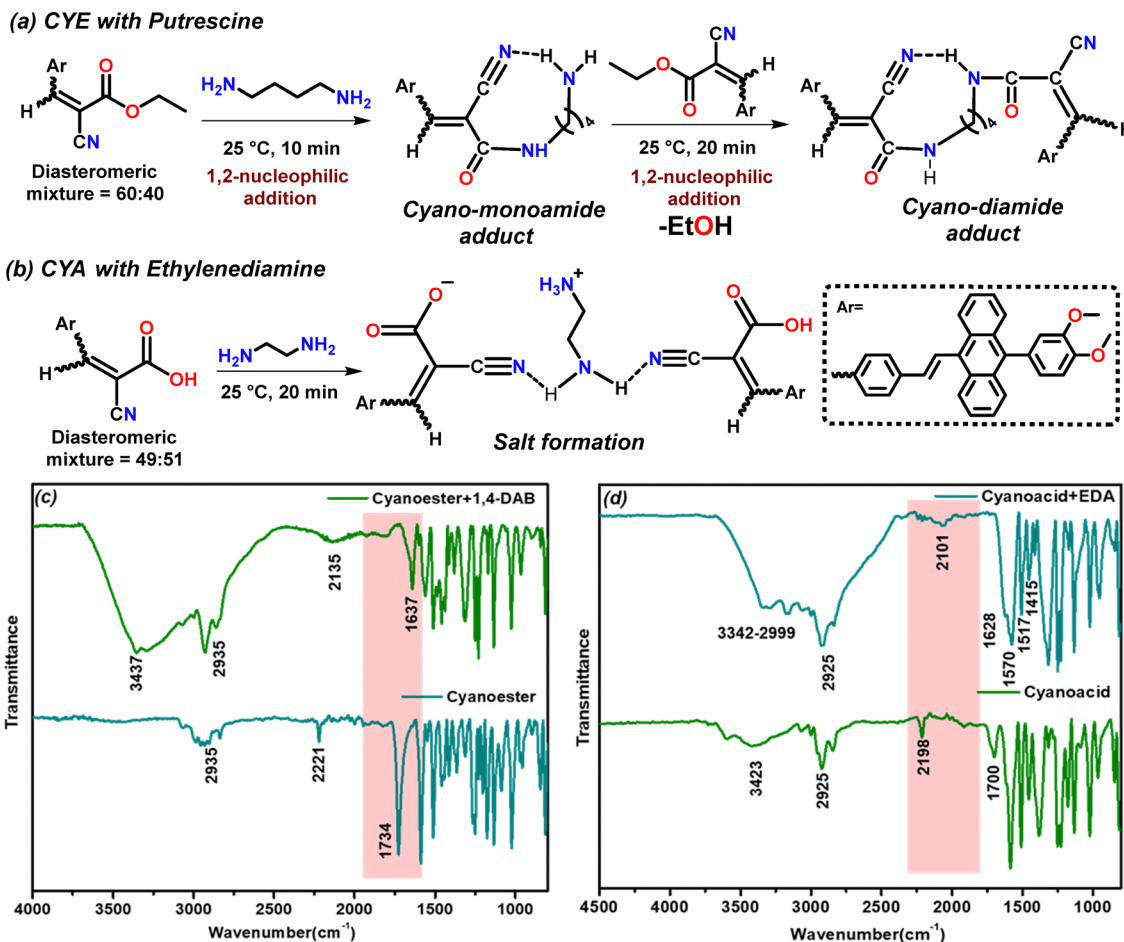 (a) CYE with Putrescine
Ar
O
H
O
CN
Diasteromeric
mixture = 60:40
H2N
NH2
25 °C, 10 min
1,2-nucleophilic
addition
N
H
H
N
Ar
C
H
C
NH
O
4
Cyano-monoamide
adduct
CN
O
H
O
Ar
25 °C, 20 min
1,2-nucleophilic
addition
-EtOH
N
H
N
C
C
CN
O
Ar
C
H
C
N
H
O
4
Ar
H
Cyano-diamide
adduct
(b) CYA with Ethylenediamine
Ar
O
H
OH
CN
Diasteromeric
mixture = 49:51
H2N
NH2
25 °C, 20 min
O−
O
C
N
Ar
H
H3N+
N
H
H
N
C
O
OH
Ar
H
Salt formation
Ar=
O
O
(c)
Cyanoester+1,4-DAB
2135
1637
3437
2935
Cyanoester
2935
2221
1734
Transmittance
4000 3500 3000 2500 2000 1500 1000
Wavenumber(cm-1)
(d)
Cyanoacid+EDA
2101
3342-2999
2925
1628
1570
1517
1415
Cyanoacid
3423
2925
2198
1700
Transmittance
4500 4000 3500 3000 2500 2000 1500 1000
Wavenumber(cm-1)